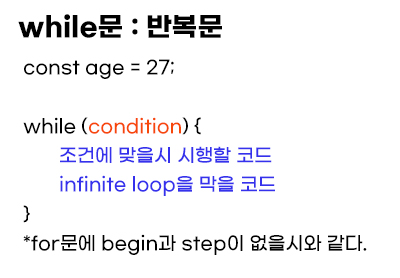 while문 : 반복문
const age = 27;
while (condition) {
조건에 맞을시 시행할 코드
infinite loop을 막을 코드
}
*for문에 begin과 step이 없을시와 같다.